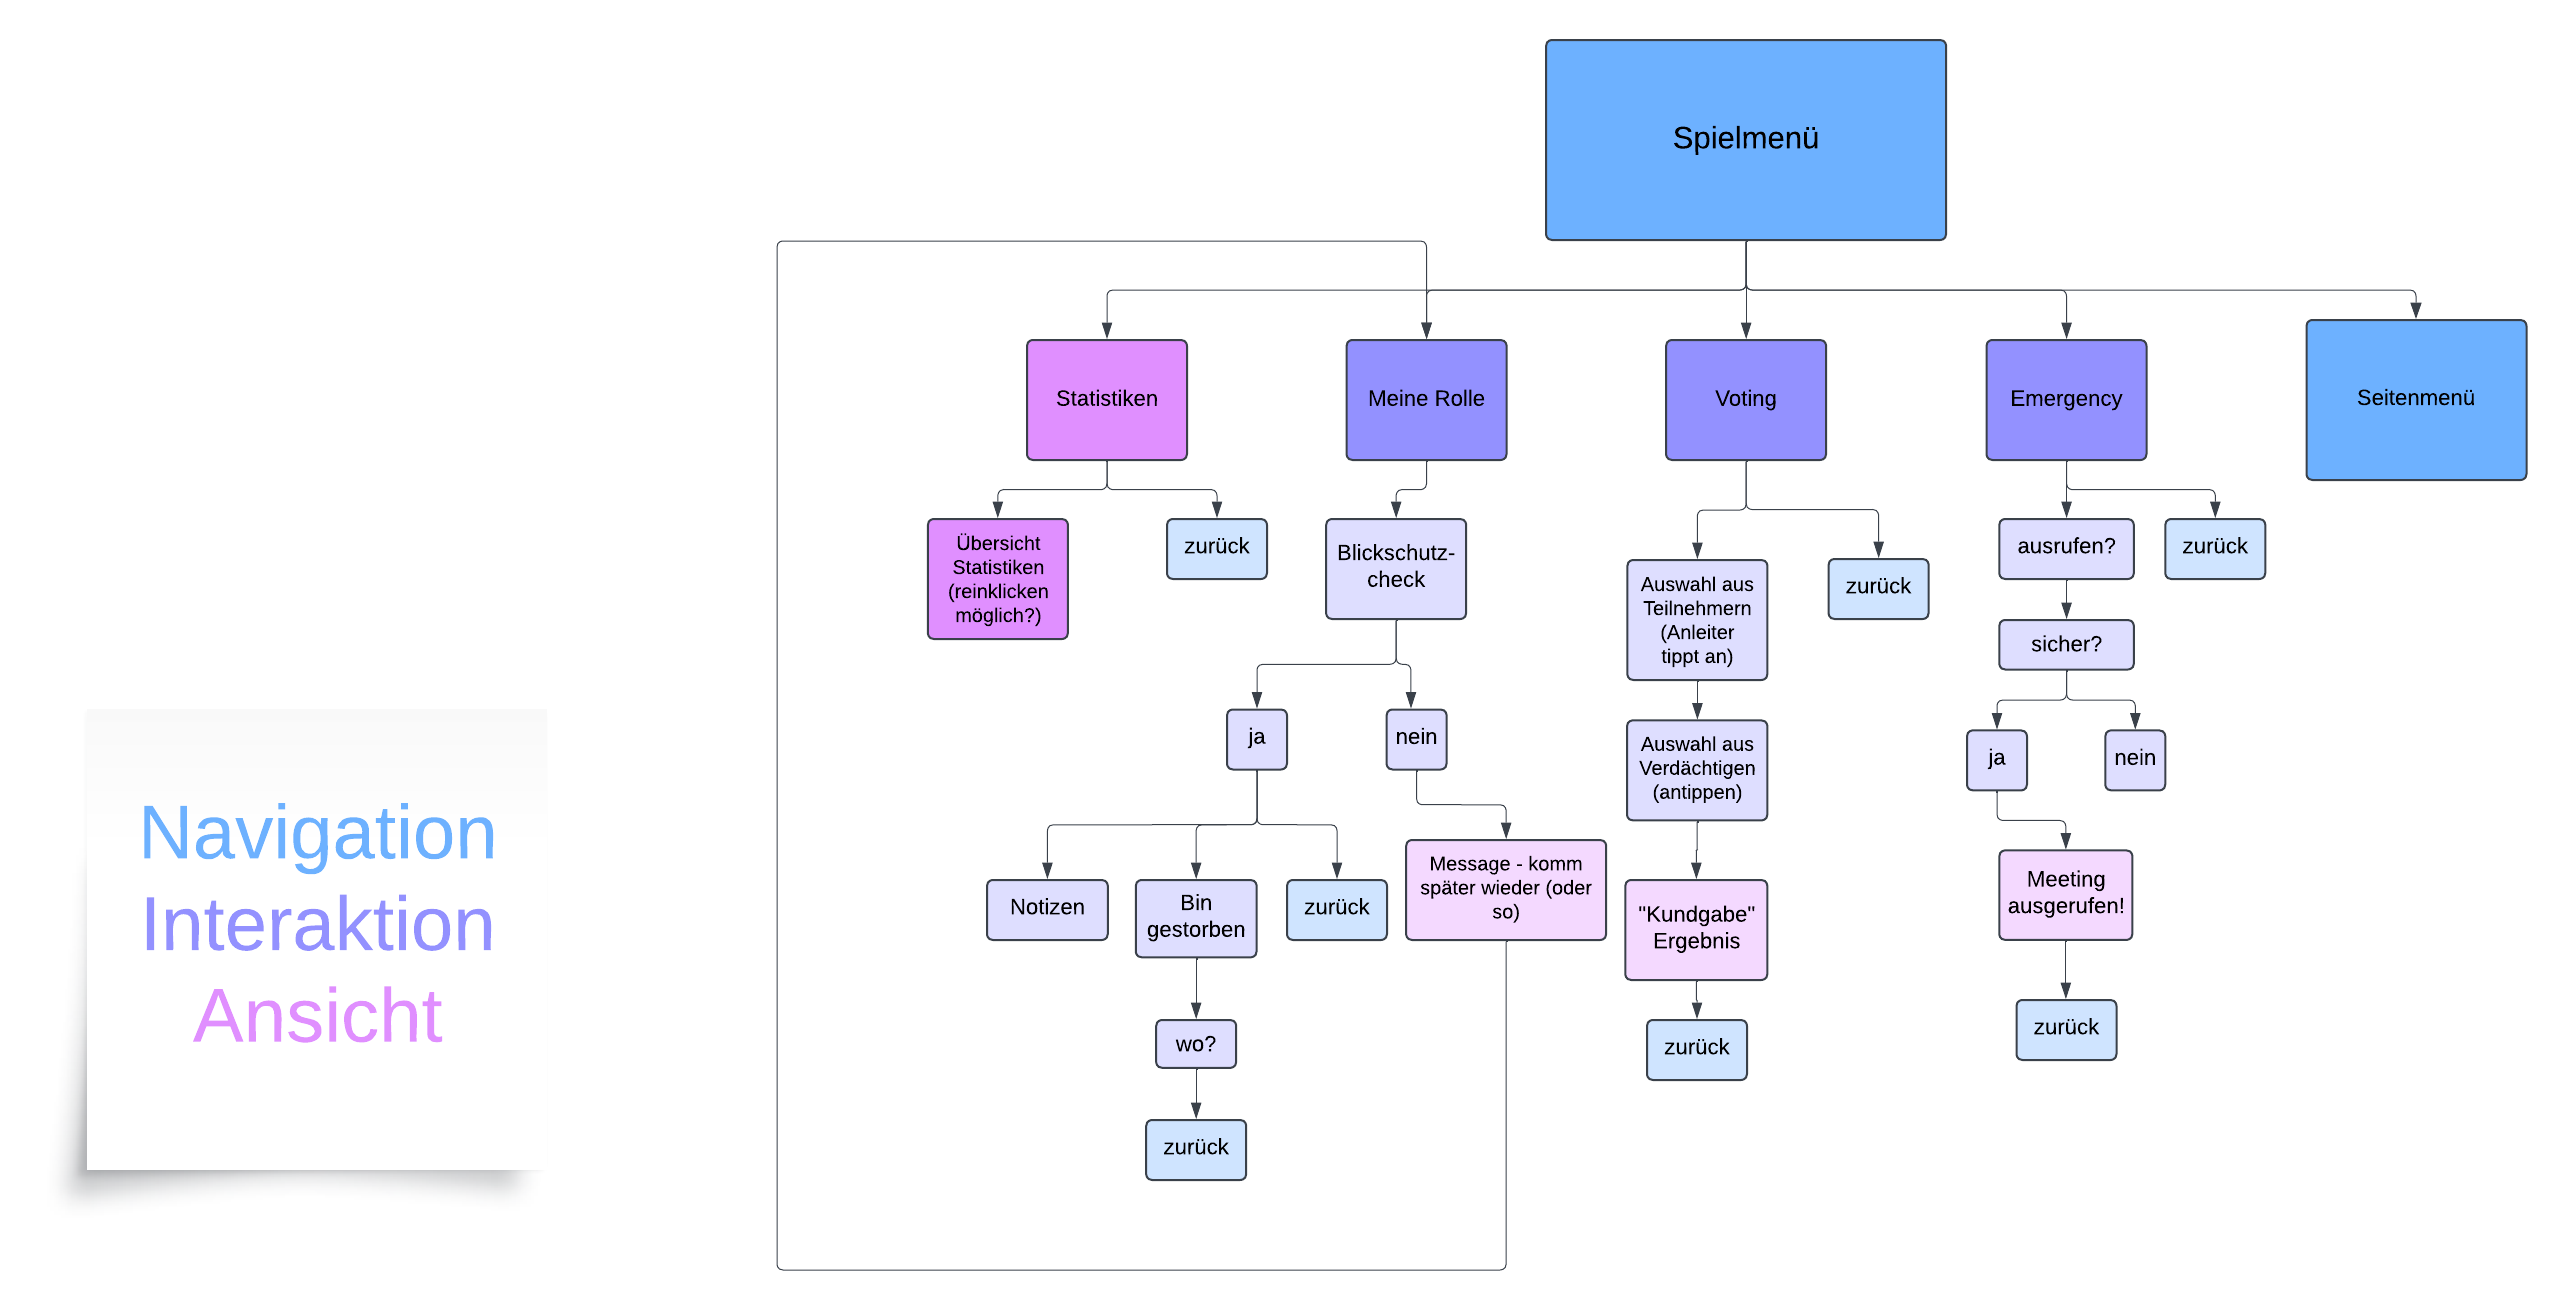 Spielmenü
Statistiken
Meine Rolle
Voting
Emergency
Seitenmenü
Übersicht
Statistiken
(reinklicken
möglich?)
zurück
Blickschutz-
check
Auswahl aus
Teilnehmern
(Anleiter
tippt an)
zurück
ausrufen?
zurück
sicher?
ja
nein
Auswahl aus
Verdächtigen
(antippen)
ja
nein
Notizen
Bin
gestorben
zurück
Message - komm
später wieder (oder
so)
"Kundgabe"
Ergebnis
Meeting
ausgerufen!
wo?
zurück
zurück
zurück
Navigation
Interaktion
Ansicht